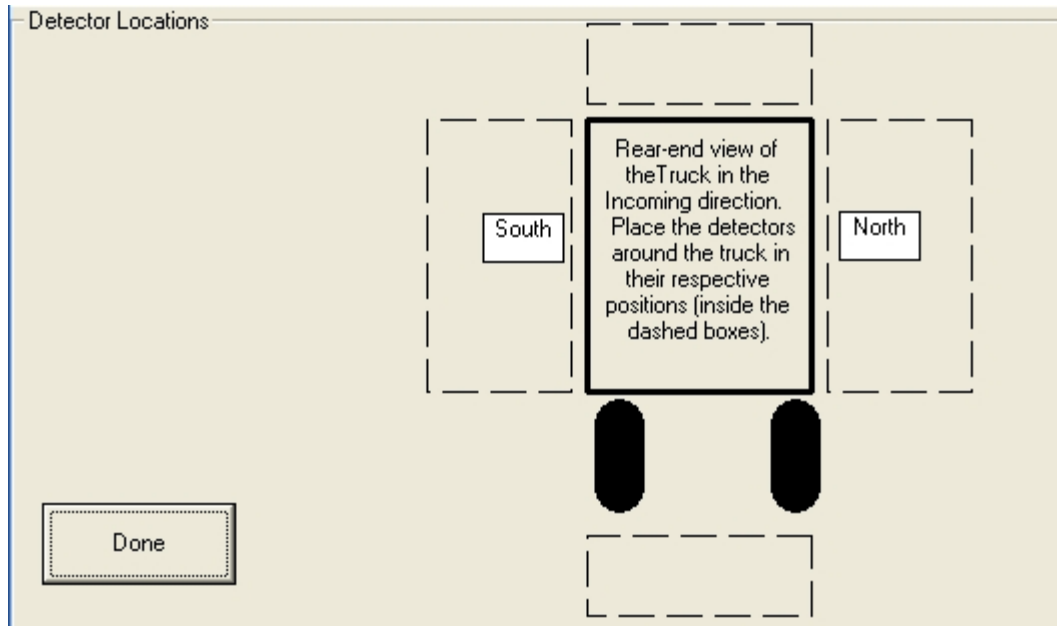 Detector Locations
Rear-end view of
theTruck in the
Incoming direction.
Place the detectors
around the truck in
their respective
positions (inside the
dashed boxes).
South
North
Done